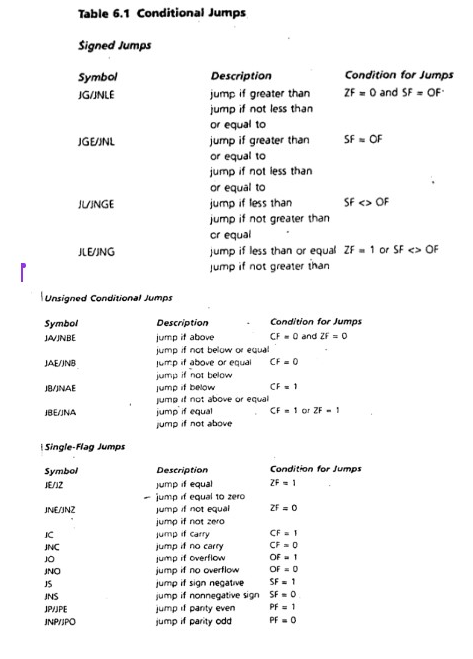 Table 6.1 Conditional Jumps
Signed Jumps
Symbol Description Condition for Jumps
JG/JNLE jump if greater than ZF = 0 and SF = OF
jump if not less than
or equal to
JGE/JNL jump if greater than SF = OF
or equal to
jump if not less than
or equal to
JL/JNGE jump if less than SF <> OF
jump if not greater than
or equal
JLE/JNG jump if less than or equal ZF = 1 or SF <> OF
jump if not greater than
Unsigned Conditional Jumps
Symbol Description Condition for Jumps
JA/JNBE jump if above CF = 0 and ZF = 0
jump if not below or equal
JAE/JNB jump if above or equal CF = 0
jump if not below
JB/JNAE jump if below CF = 1
jump if not above or equal
JBE/JNA jump if equal CF = 1 or ZF = 1
jump if not above
Single-Flag Jumps
Symbol Description Condition for Jumps
JE/JZ jump if equal ZF = 1
jump if equal to zero
JNE/JNZ jump if not equal ZF = 0
jump if not zero
JC jump if carry CF = 1
JNC jump if no carry CF = 0
JO jump if overflow OF = 1
JNO jump if no overflow OF = 0
JS jump if sign negative SF = 1
JNS jump if nonnegative sign SF = 0
JP/JPE jump if parity even PF = 1
JNP/JPO jump if parity odd PF = 0